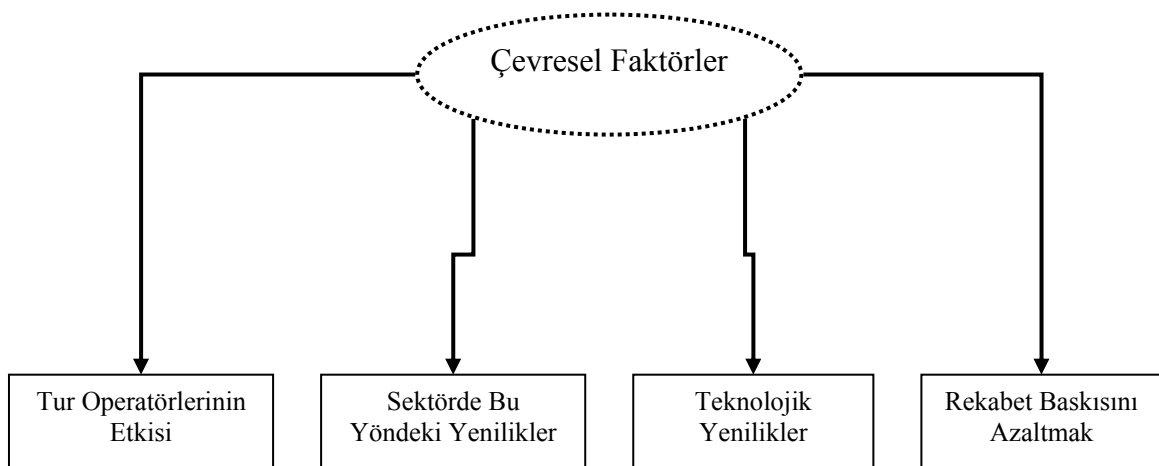 Çevresel Faktörler
Tur Operatörlerinin
Etkisi
Sektörde Bu
Yöndeki Yenilikler
Teknolojik
Yenilikler
Rekabet Baskısını
Azaltmak